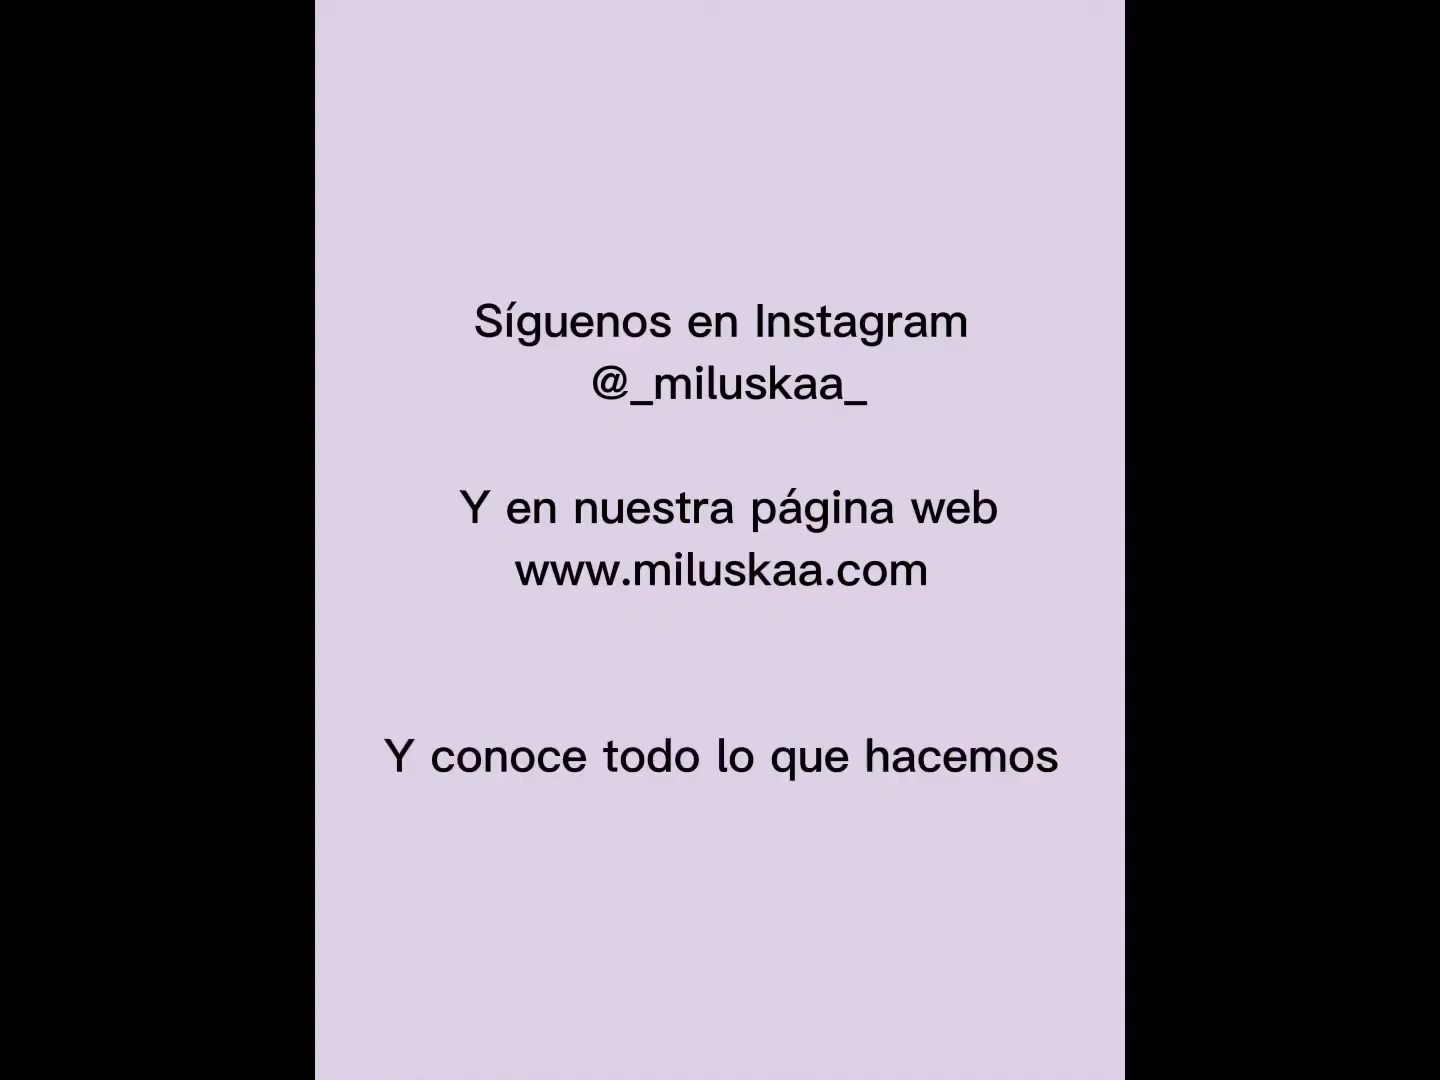 Síguenos en Instagram
@_miluskaa_
Y en nuestra página web
www.miluskaa.com
Y conoce todo lo que hacemos